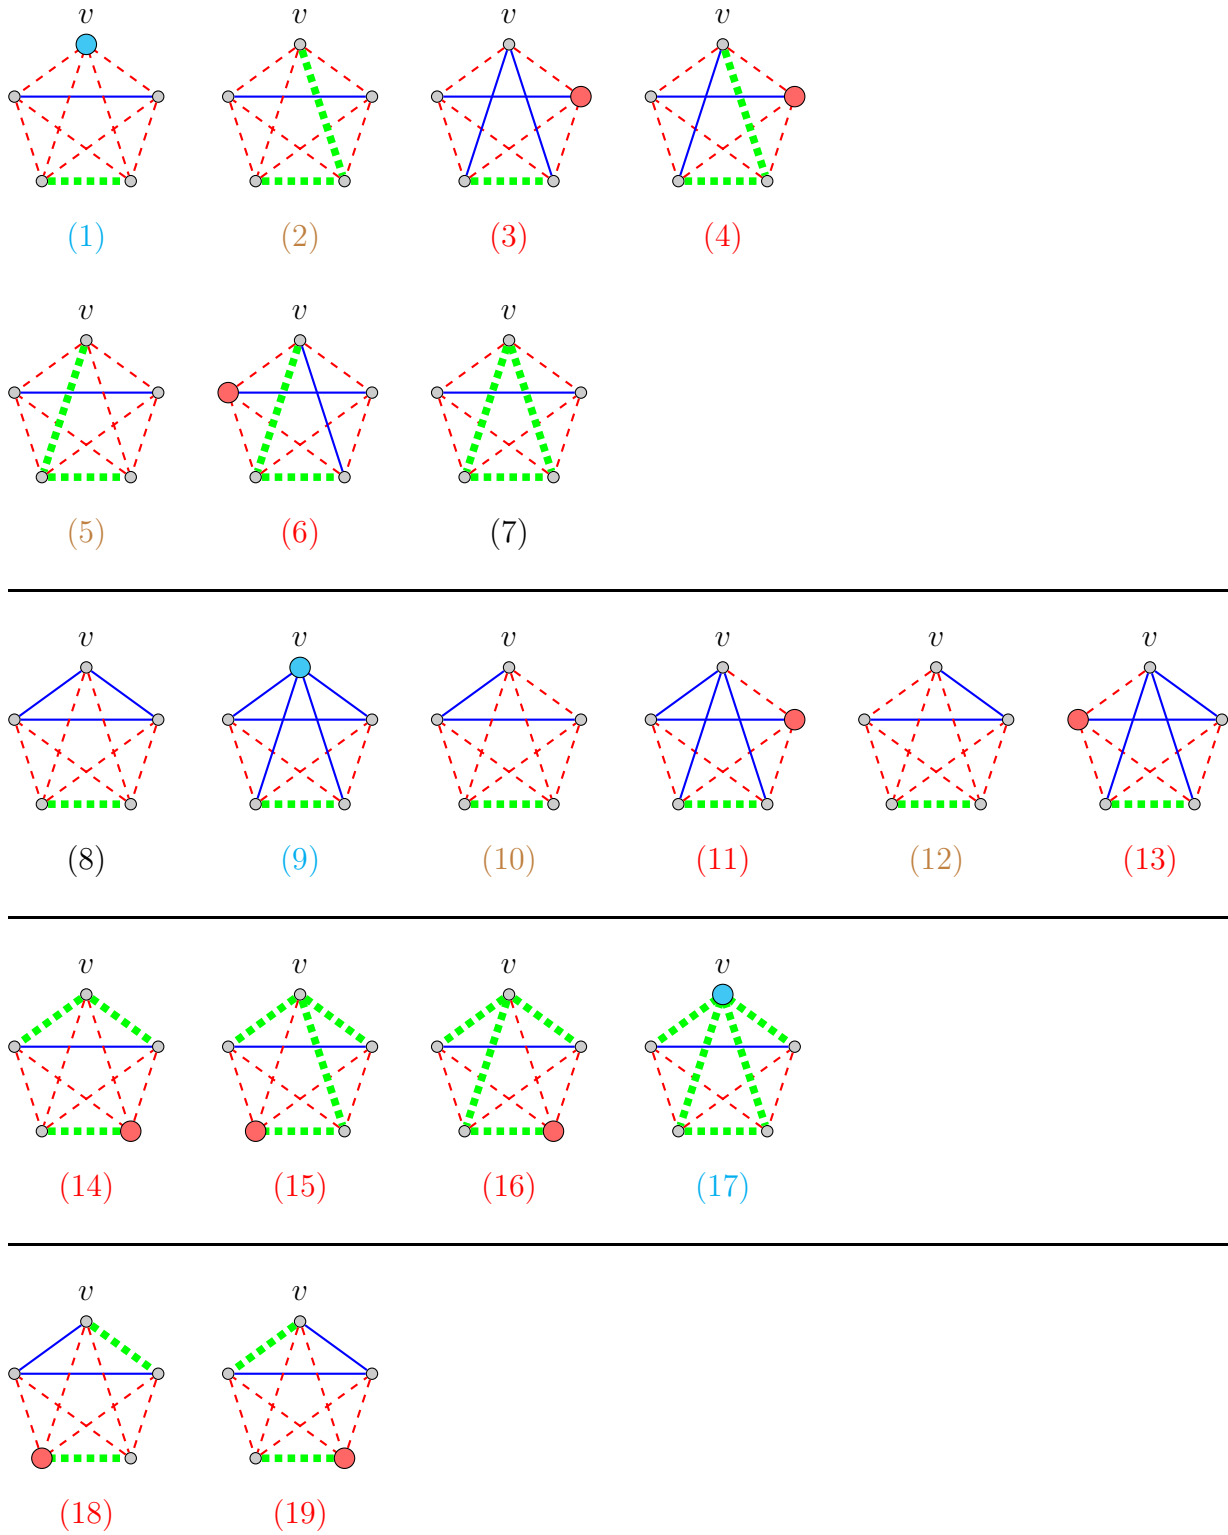 v v v v
(1) (2) (3) (4)
v v v
(5) (6) (7)
v v v v v v
(8) (9) (10) (11) (12) (13)
v v v v
(14) (15) (16) (17)
v v
(18) (19)